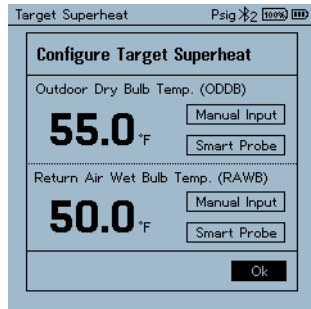 Target Superheat Psig 2 100%
Configure Target Superheat
Outdoor Dry Bulb Temp. (ODDB)
55.0 °F
Manual Input
Smart Probe
Return Air Wet Bulb Temp. (RAWB)
50.0 °F
Manual Input
Smart Probe
Ok